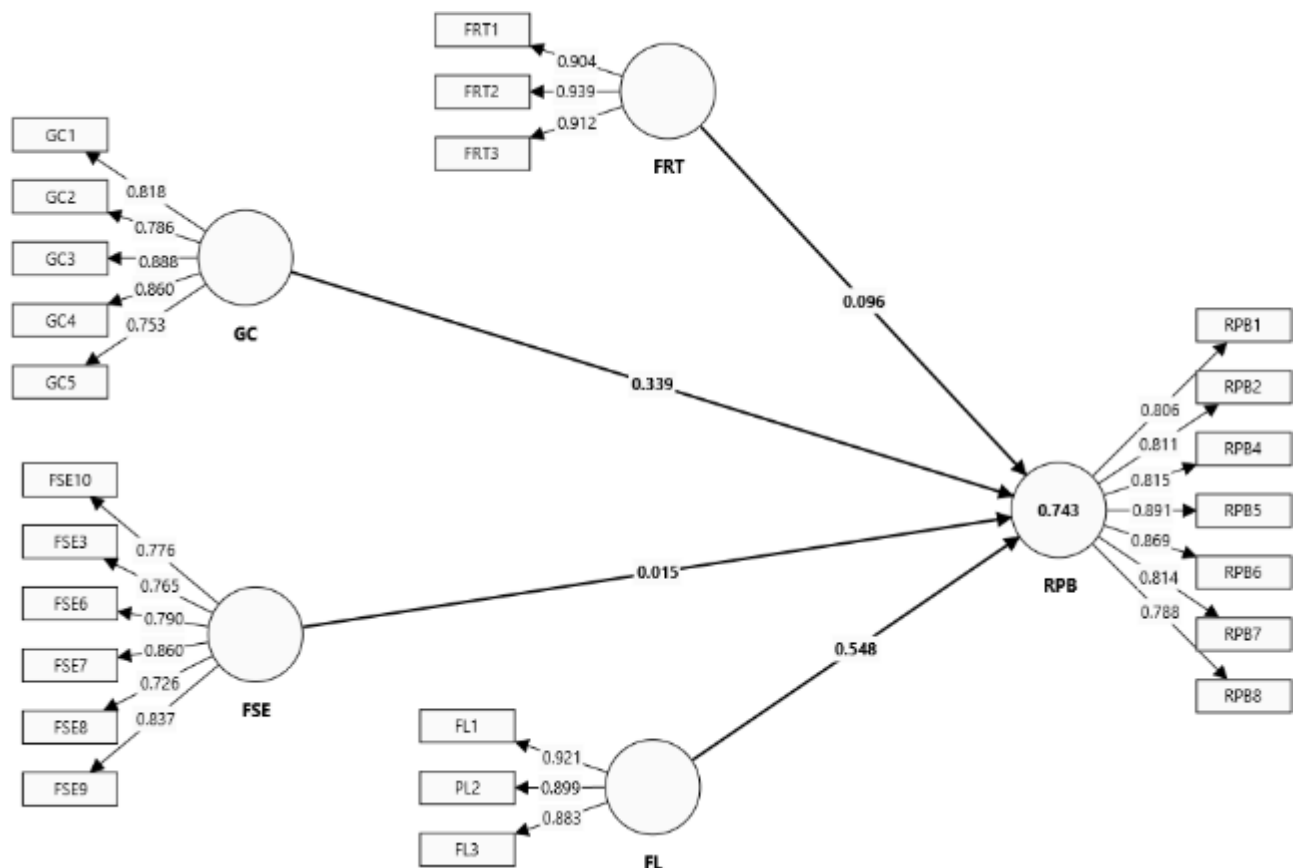 FRT1
0.904
FRT2
0.939
FRT3
0.912
FRT
GC1
0.818
GC2
0.786
GC3
0.888
GC4
0.860
GC5
0.753
GC
0.096
0.339
RPB1
0.806
RPB2
0.811
RPB4
0.815
RPB5
0.891
RPB6
0.869
RPB7
0.814
RPB8
0.788
0.743
RPB
FSE10
0.776
FSE3
0.765
FSE6
0.790
FSE7
0.860
FSE8
0.726
FSE9
0.837
FSE
0.015
0.548
FL1
0.921
PL2
0.899
FL3
0.883
FL